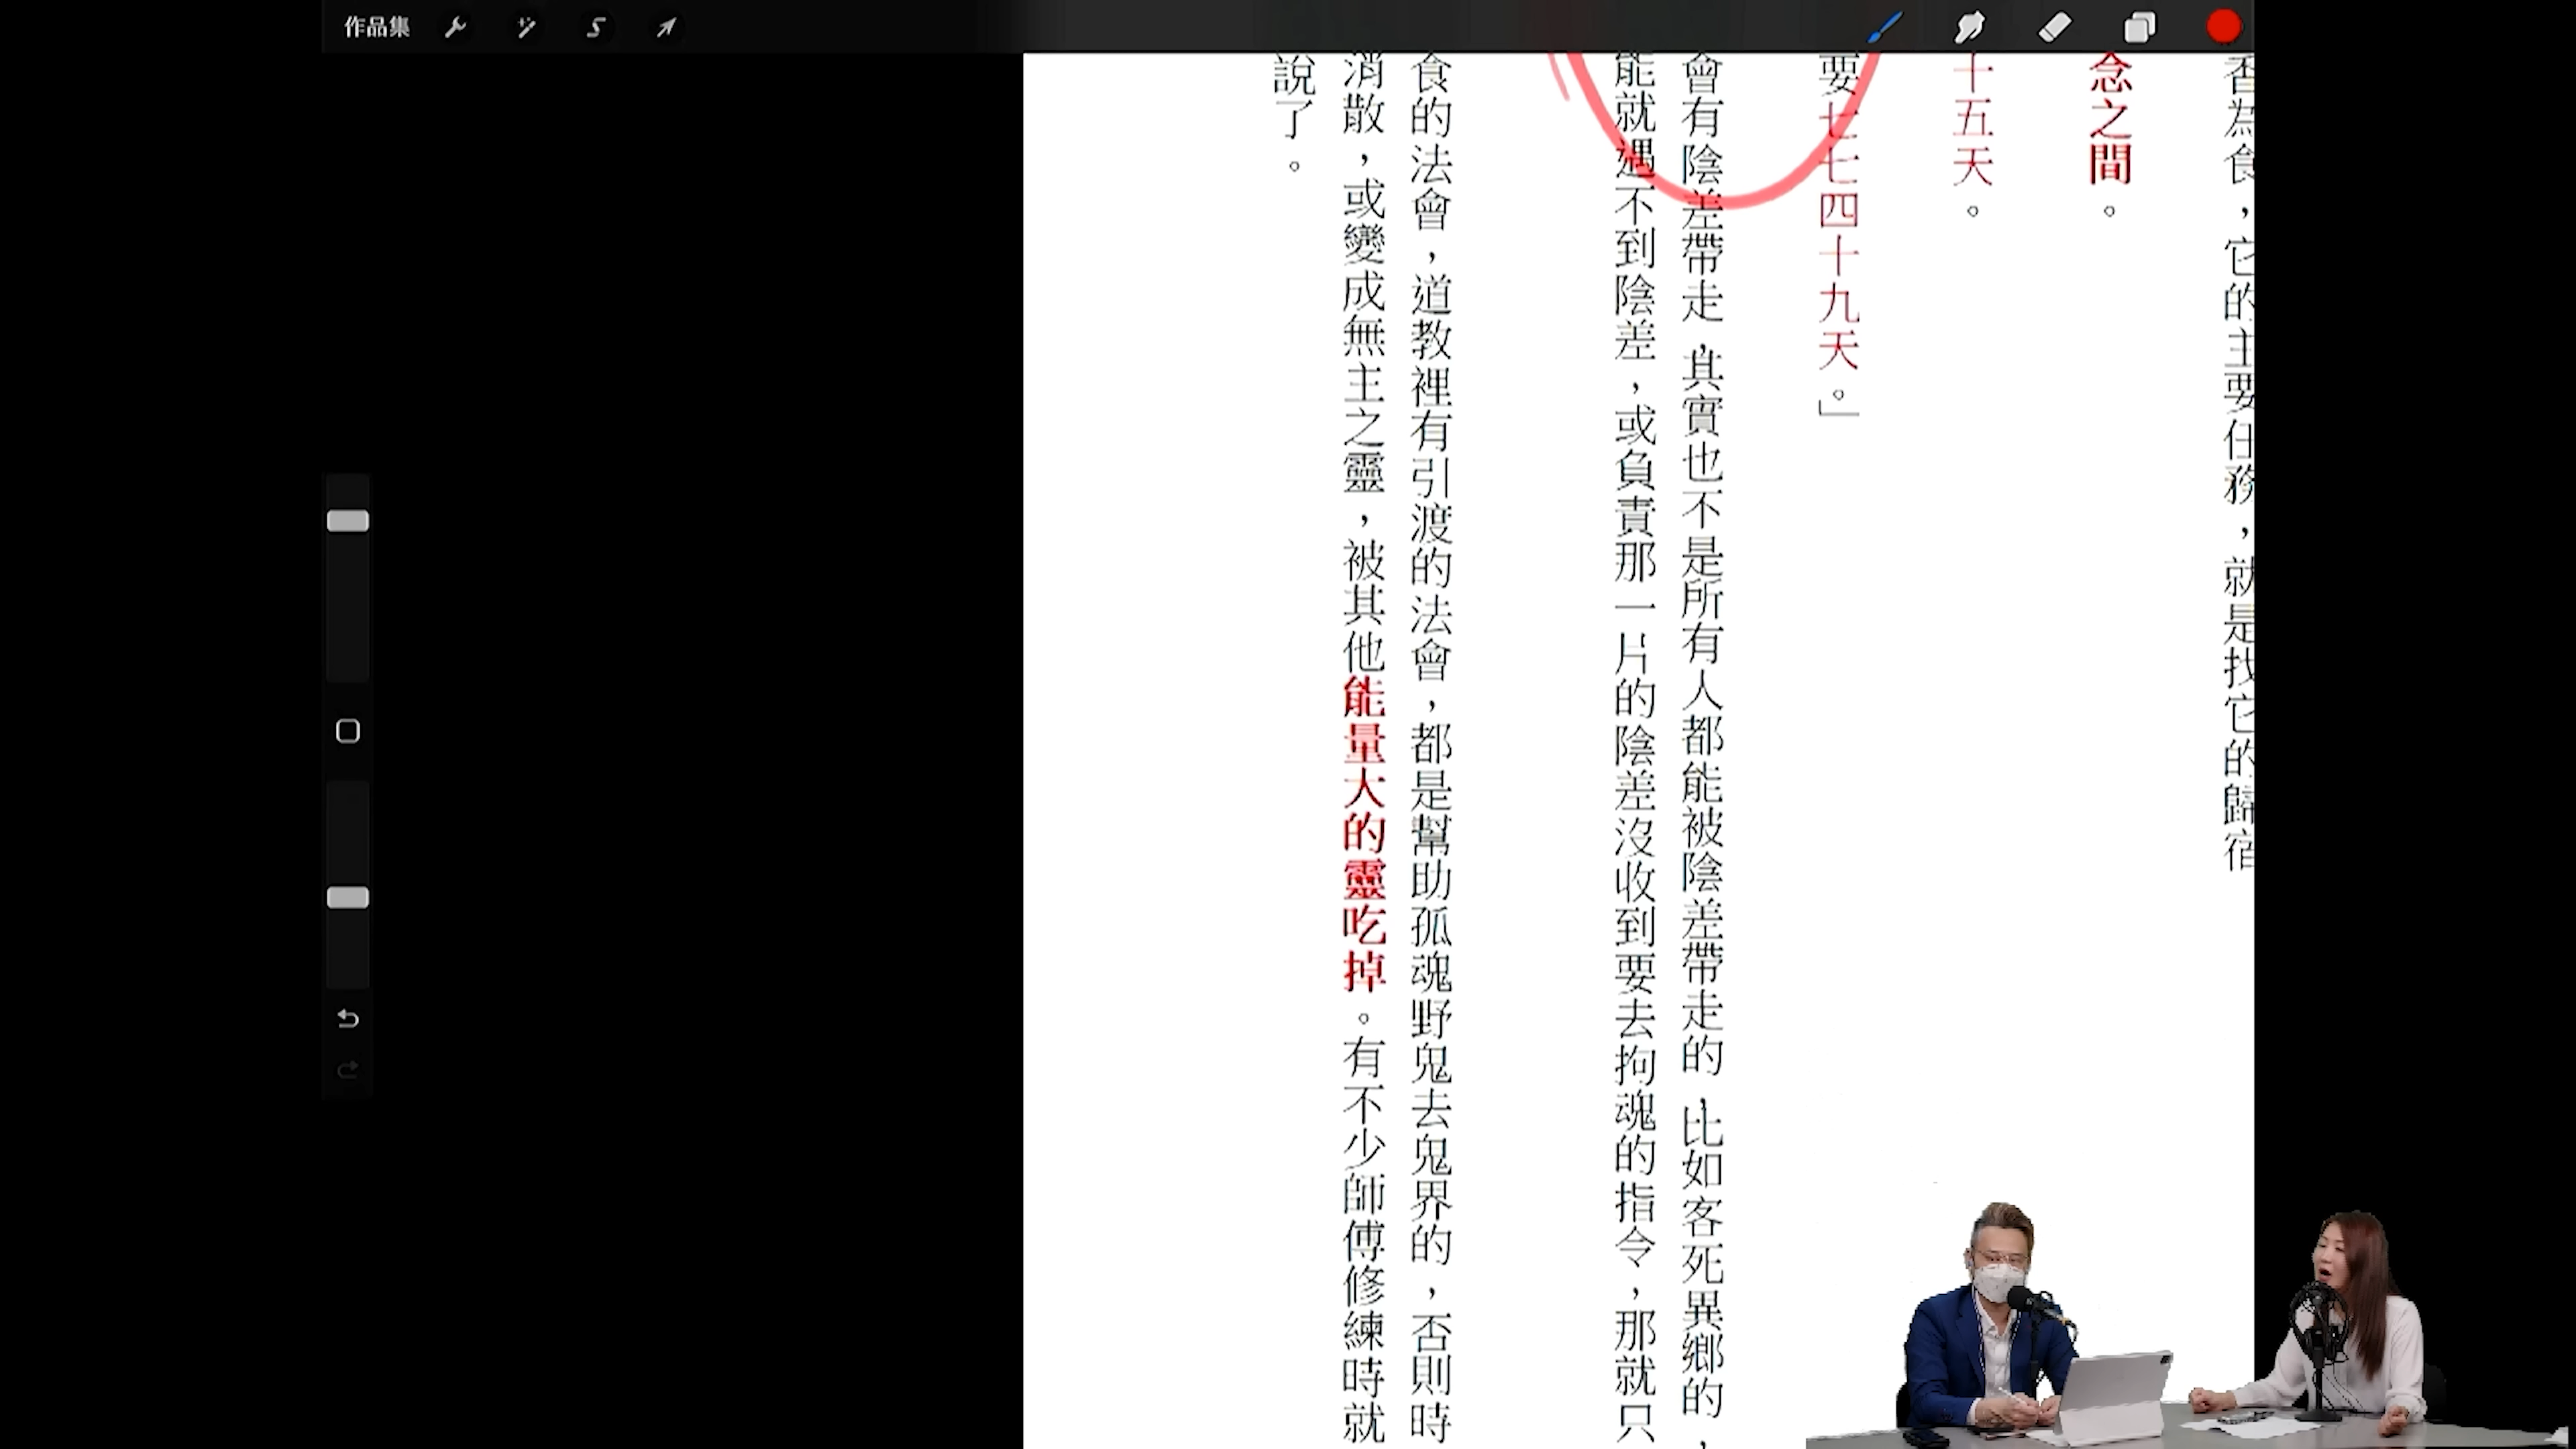 作品集
香為食，它的主要任務，就是找它的歸宿
念之間。
十五天。
要七七四十九天。」
會有陰差帶走，其實也不是所有人都能被陰差帶走的，比如客死異鄉的，
能就遇不到陰差，或負責那一片的陰差沒收到要去拘魂的指令，那就只
食的法會，道教裡有引渡的法會，都是幫助孤魂野鬼去鬼界的，否則時
消散，或變成無主之靈，被其他能量大的靈吃掉。有不少師傅修練時就
說了。